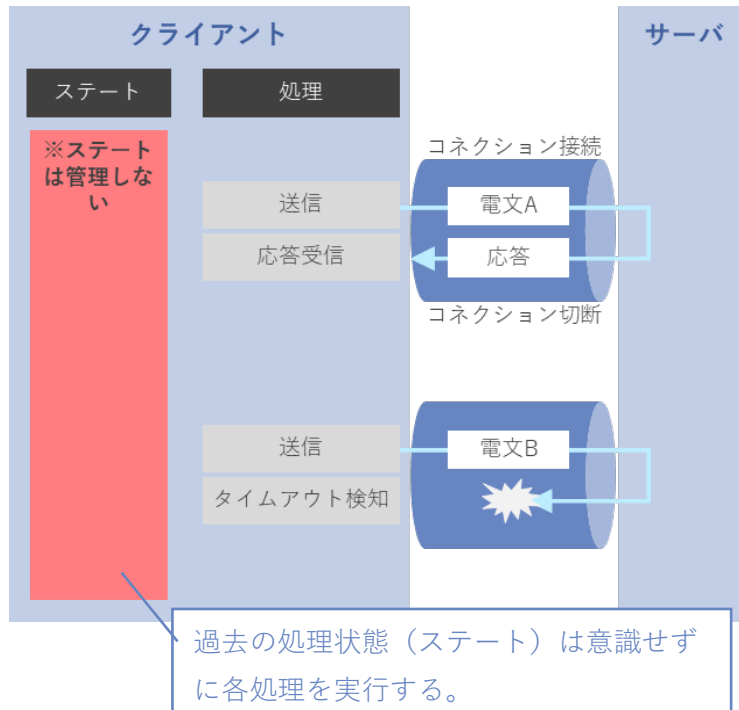 クライアント
サーバ
ステート
処理
※ステート
は管理しな
い
コネクション接続
送信
電文A
応答受信
応答
コネクション切断
送信
電文B
タイムアウト検知
過去の処理状態（ステート）は意識せず
に各処理を実行する。